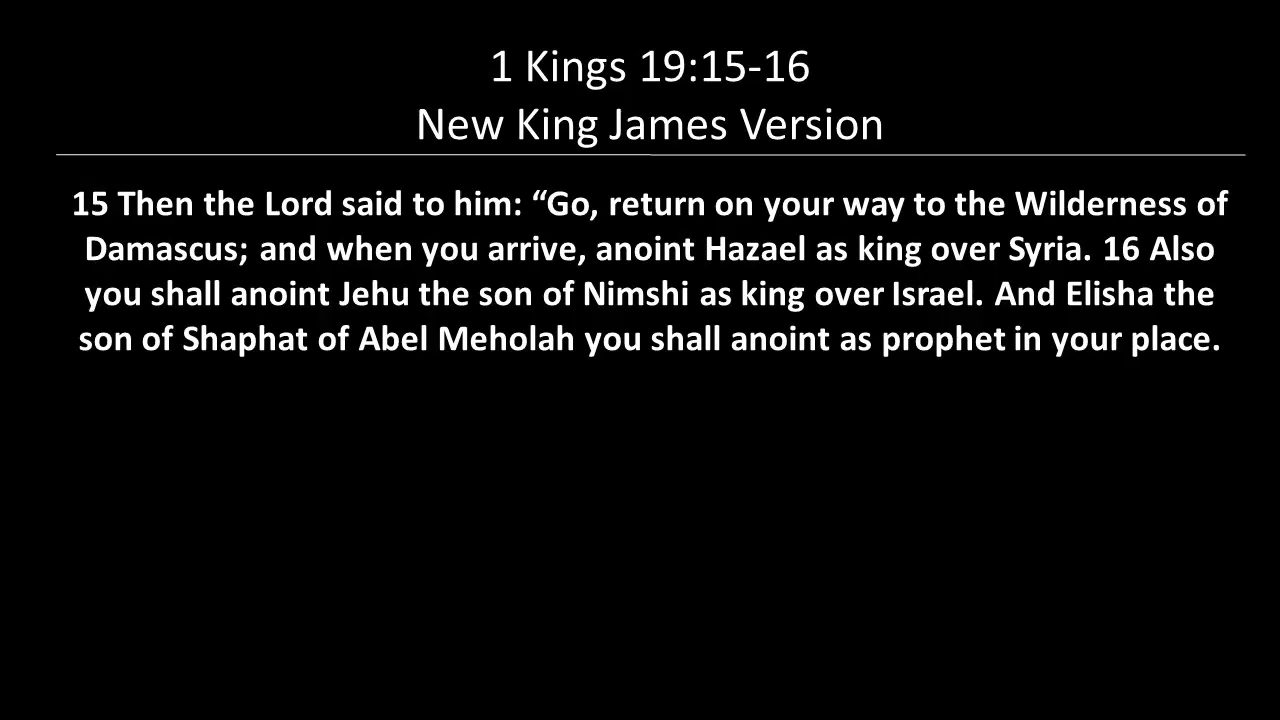 1 Kings 19:15-16
New King James Version
15 Then the Lord said to him: “Go, return on your way to the Wilderness of
Damascus; and when you arrive, anoint Hazael as king over Syria. 16 Also
you shall anoint Jehu the son of Nimshi as king over Israel. And Elisha the
son of Shaphat of Abel Meholah you shall anoint as prophet in your place.